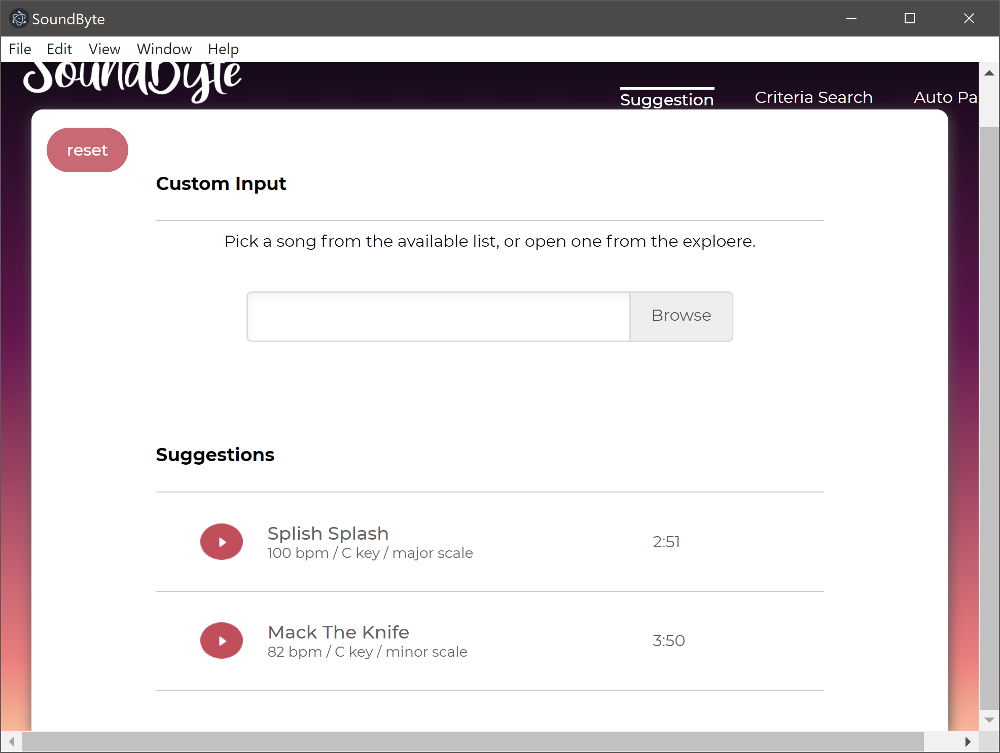 SoundByte
File Edit View Window Help
SoundByte
Suggestion Criteria Search Auto Pa
reset
Custom Input
Pick a song from the available list, or open one from the exploere.
Browse
Suggestions
Splish Splash
100 bpm / C key / major scale
2:51
Mack The Knife
82 bpm / C key / minor scale
3:50